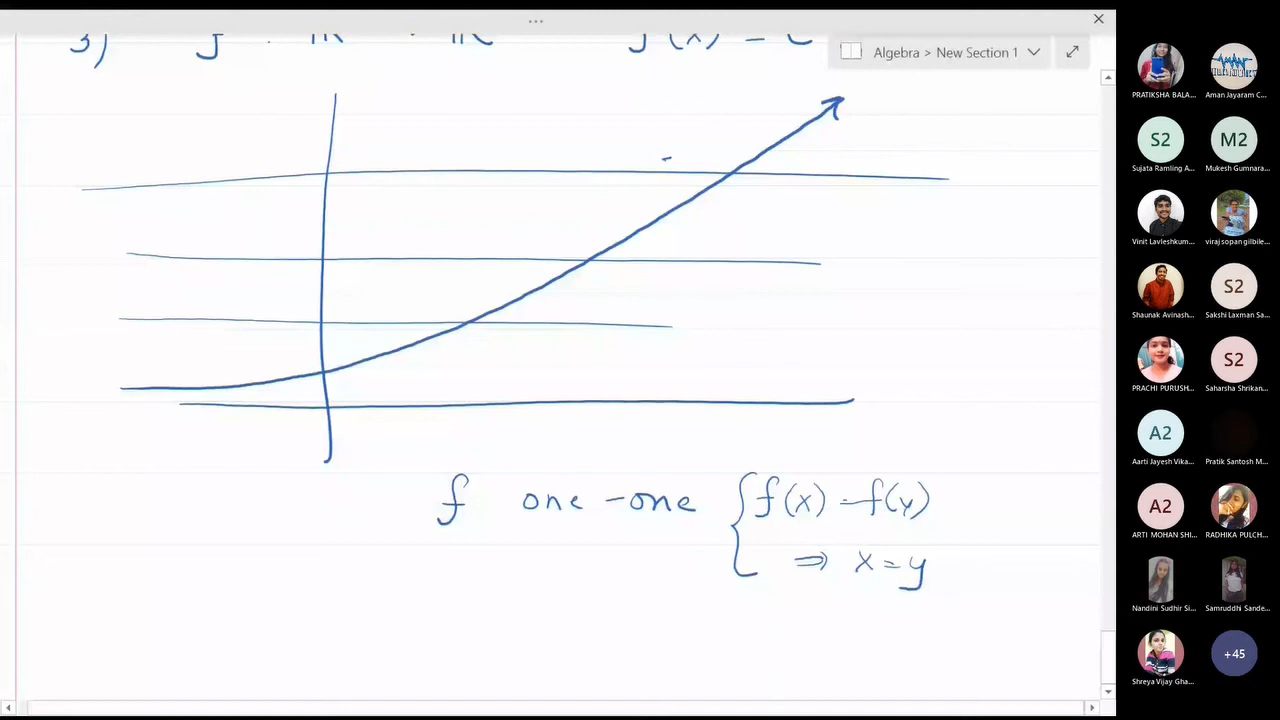 3) f : R R f(x) =
Algebra > New Section 1
f one-one { f(x) = f(y)
⇒ x = y
PRATIKSHA BALA... Aman Jayaram C...
S2 M2
Sujata Ramling A... Mukesh Gumnara...
Vinit Lavleshkum... viraj sopan gilbile...
S2
Shaunak Avinash... Sakshi Laxman Sa...
S2
PRACHI PURUSH... Saharsha Shrikan...
A2
Aarti Jayesh Vika... Pratik Santosh M...
A2
ARTI MOHAN SHI... RADHIKA PULCH...
Nandini Sudhir Si... Samruddhi Sande...
+45
Shreya Vijay Gha...